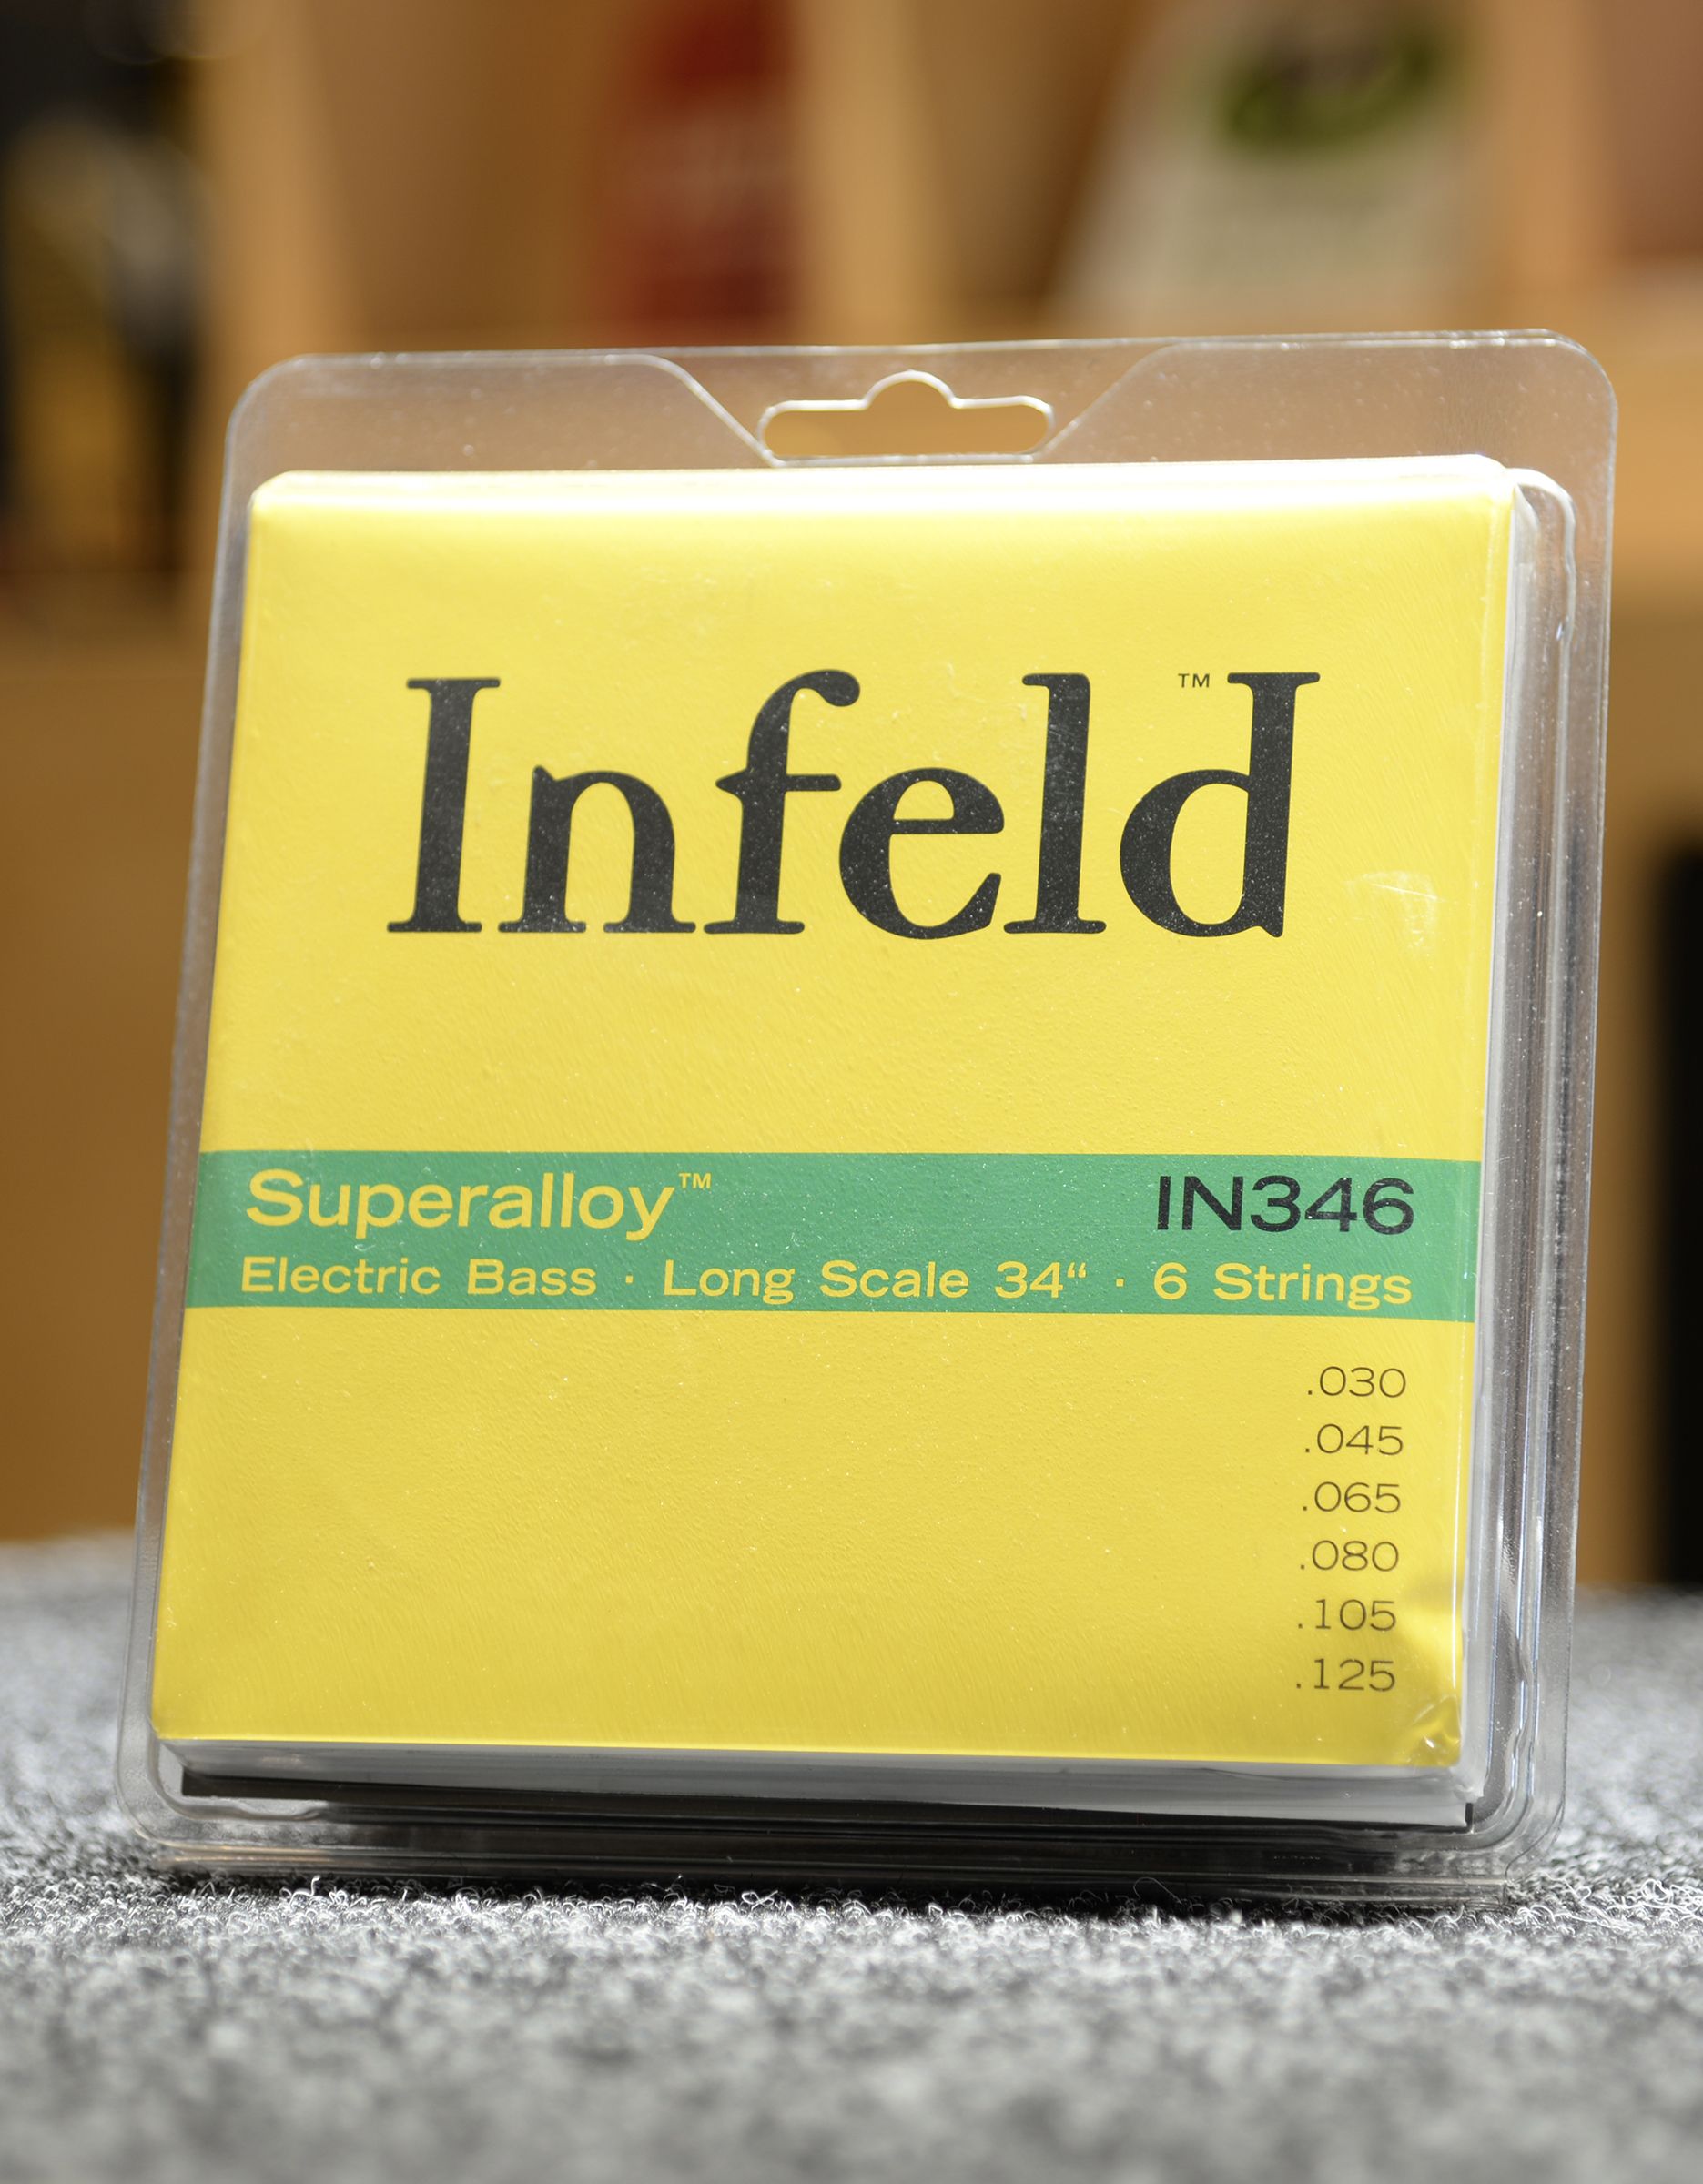 Infeld™
Superalloy™ IN346
Electric Bass · Long Scale 34“ · 6 Strings
.030
.045
.065
.080
.105
.125